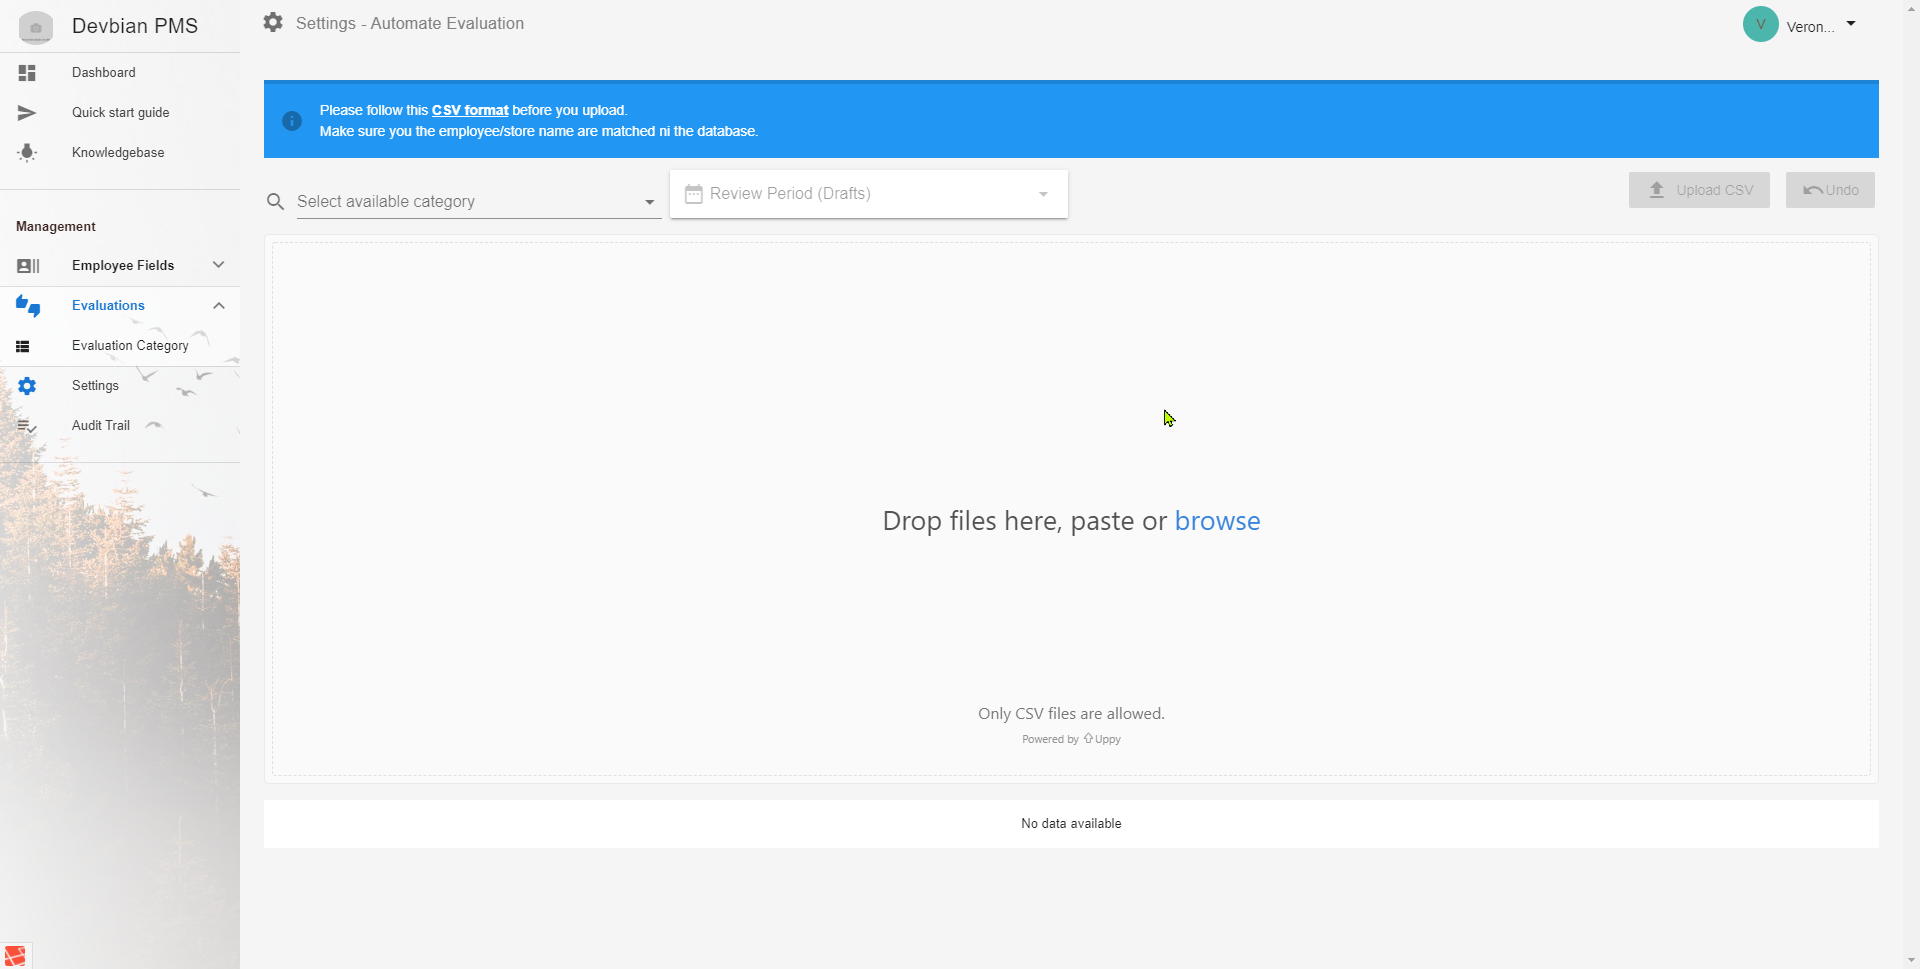 Devbian PMS
Dashboard
Quick start guide
Knowledgebase
Management
Employee Fields
Evaluations
Evaluation Category
Settings
Audit Trail
Settings - Automate Evaluation
V
Veron...
Please follow this CSV format before you upload.
Make sure you the employee/store name are matched ni the database.
Select available category
Review Period (Drafts)
Upload CSV
Undo
Drop files here, paste or browse
Only CSV files are allowed.
Powered by Uppy
No data available